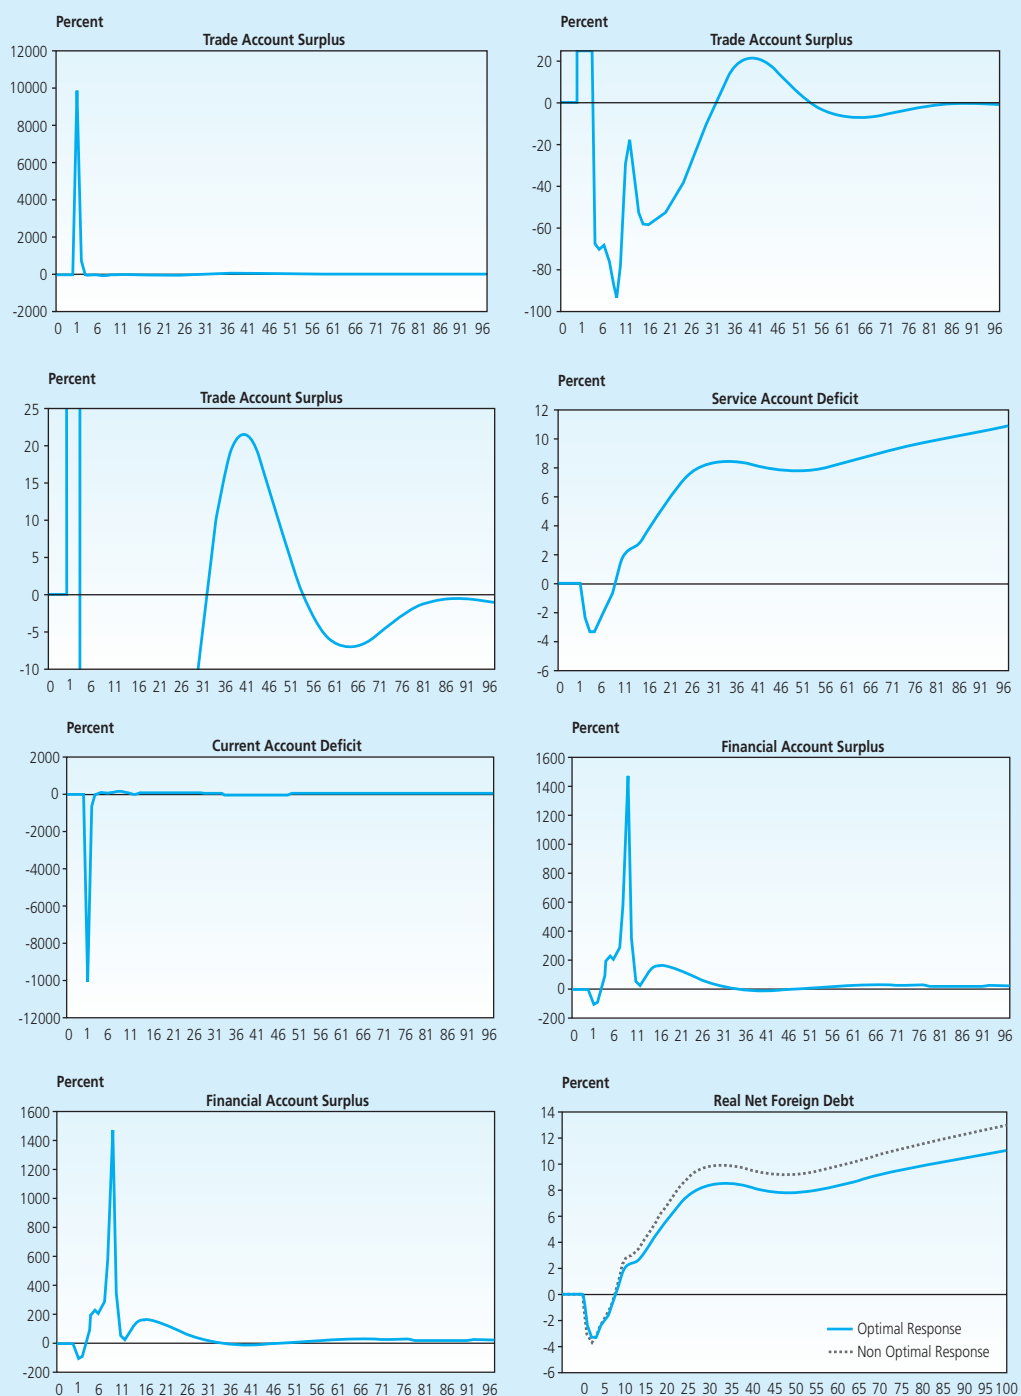 Percent
Trade Account Surplus
12000
10000
8000
6000
4000
2000
0
-2000
0 1 6 11 16 21 26 31 36 41 46 51 56 61 66 71 76 81 86 91 96
Percent
Trade Account Surplus
20
0
-20
-40
-60
-80
-100
0 1 6 11 16 21 26 31 36 41 46 51 56 61 66 71 76 81 86 91 96
Percent
Trade Account Surplus
25
20
15
10
5
0
-5
-10
0 1 6 11 16 21 26 31 36 41 46 51 56 61 66 71 76 81 86 91 96
Percent
Service Account Deficit
12
10
8
6
4
2
0
-2
-4
-6
0 1 6 11 16 21 26 31 36 41 46 51 56 61 66 71 76 81 86 91 96
Percent
Current Account Deficit
2000
0
-2000
-4000
-6000
-8000
-1000
-12000
0 1 6 11 16 21 26 31 36 41 46 51 56 61 66 71 76 81 86 91 96
Percent
Financial Account Surplus
1600
1400
1200
1000
800
600
400
200
0
-200
0 1 6 11 16 21 26 31 36 41 46 51 56 61 66 71 76 81 86 91 96
Percent
Financial Account Surplus
1600
1400
1200
1000
800
600
400
200
0
-200
0 1 6 11 16 21 26 31 36 41 46 51 56 61 66 71 76 81 86 91 96
Percent
Real Net Foreign Debt
14
12
10
8
6
4
2
0
-2
-4
-6
Optimal Response
Non Optimal Response
0 5 10 15 20 25 30 35 40 45 50 55 60 65 70 75 80 85 90 95 100